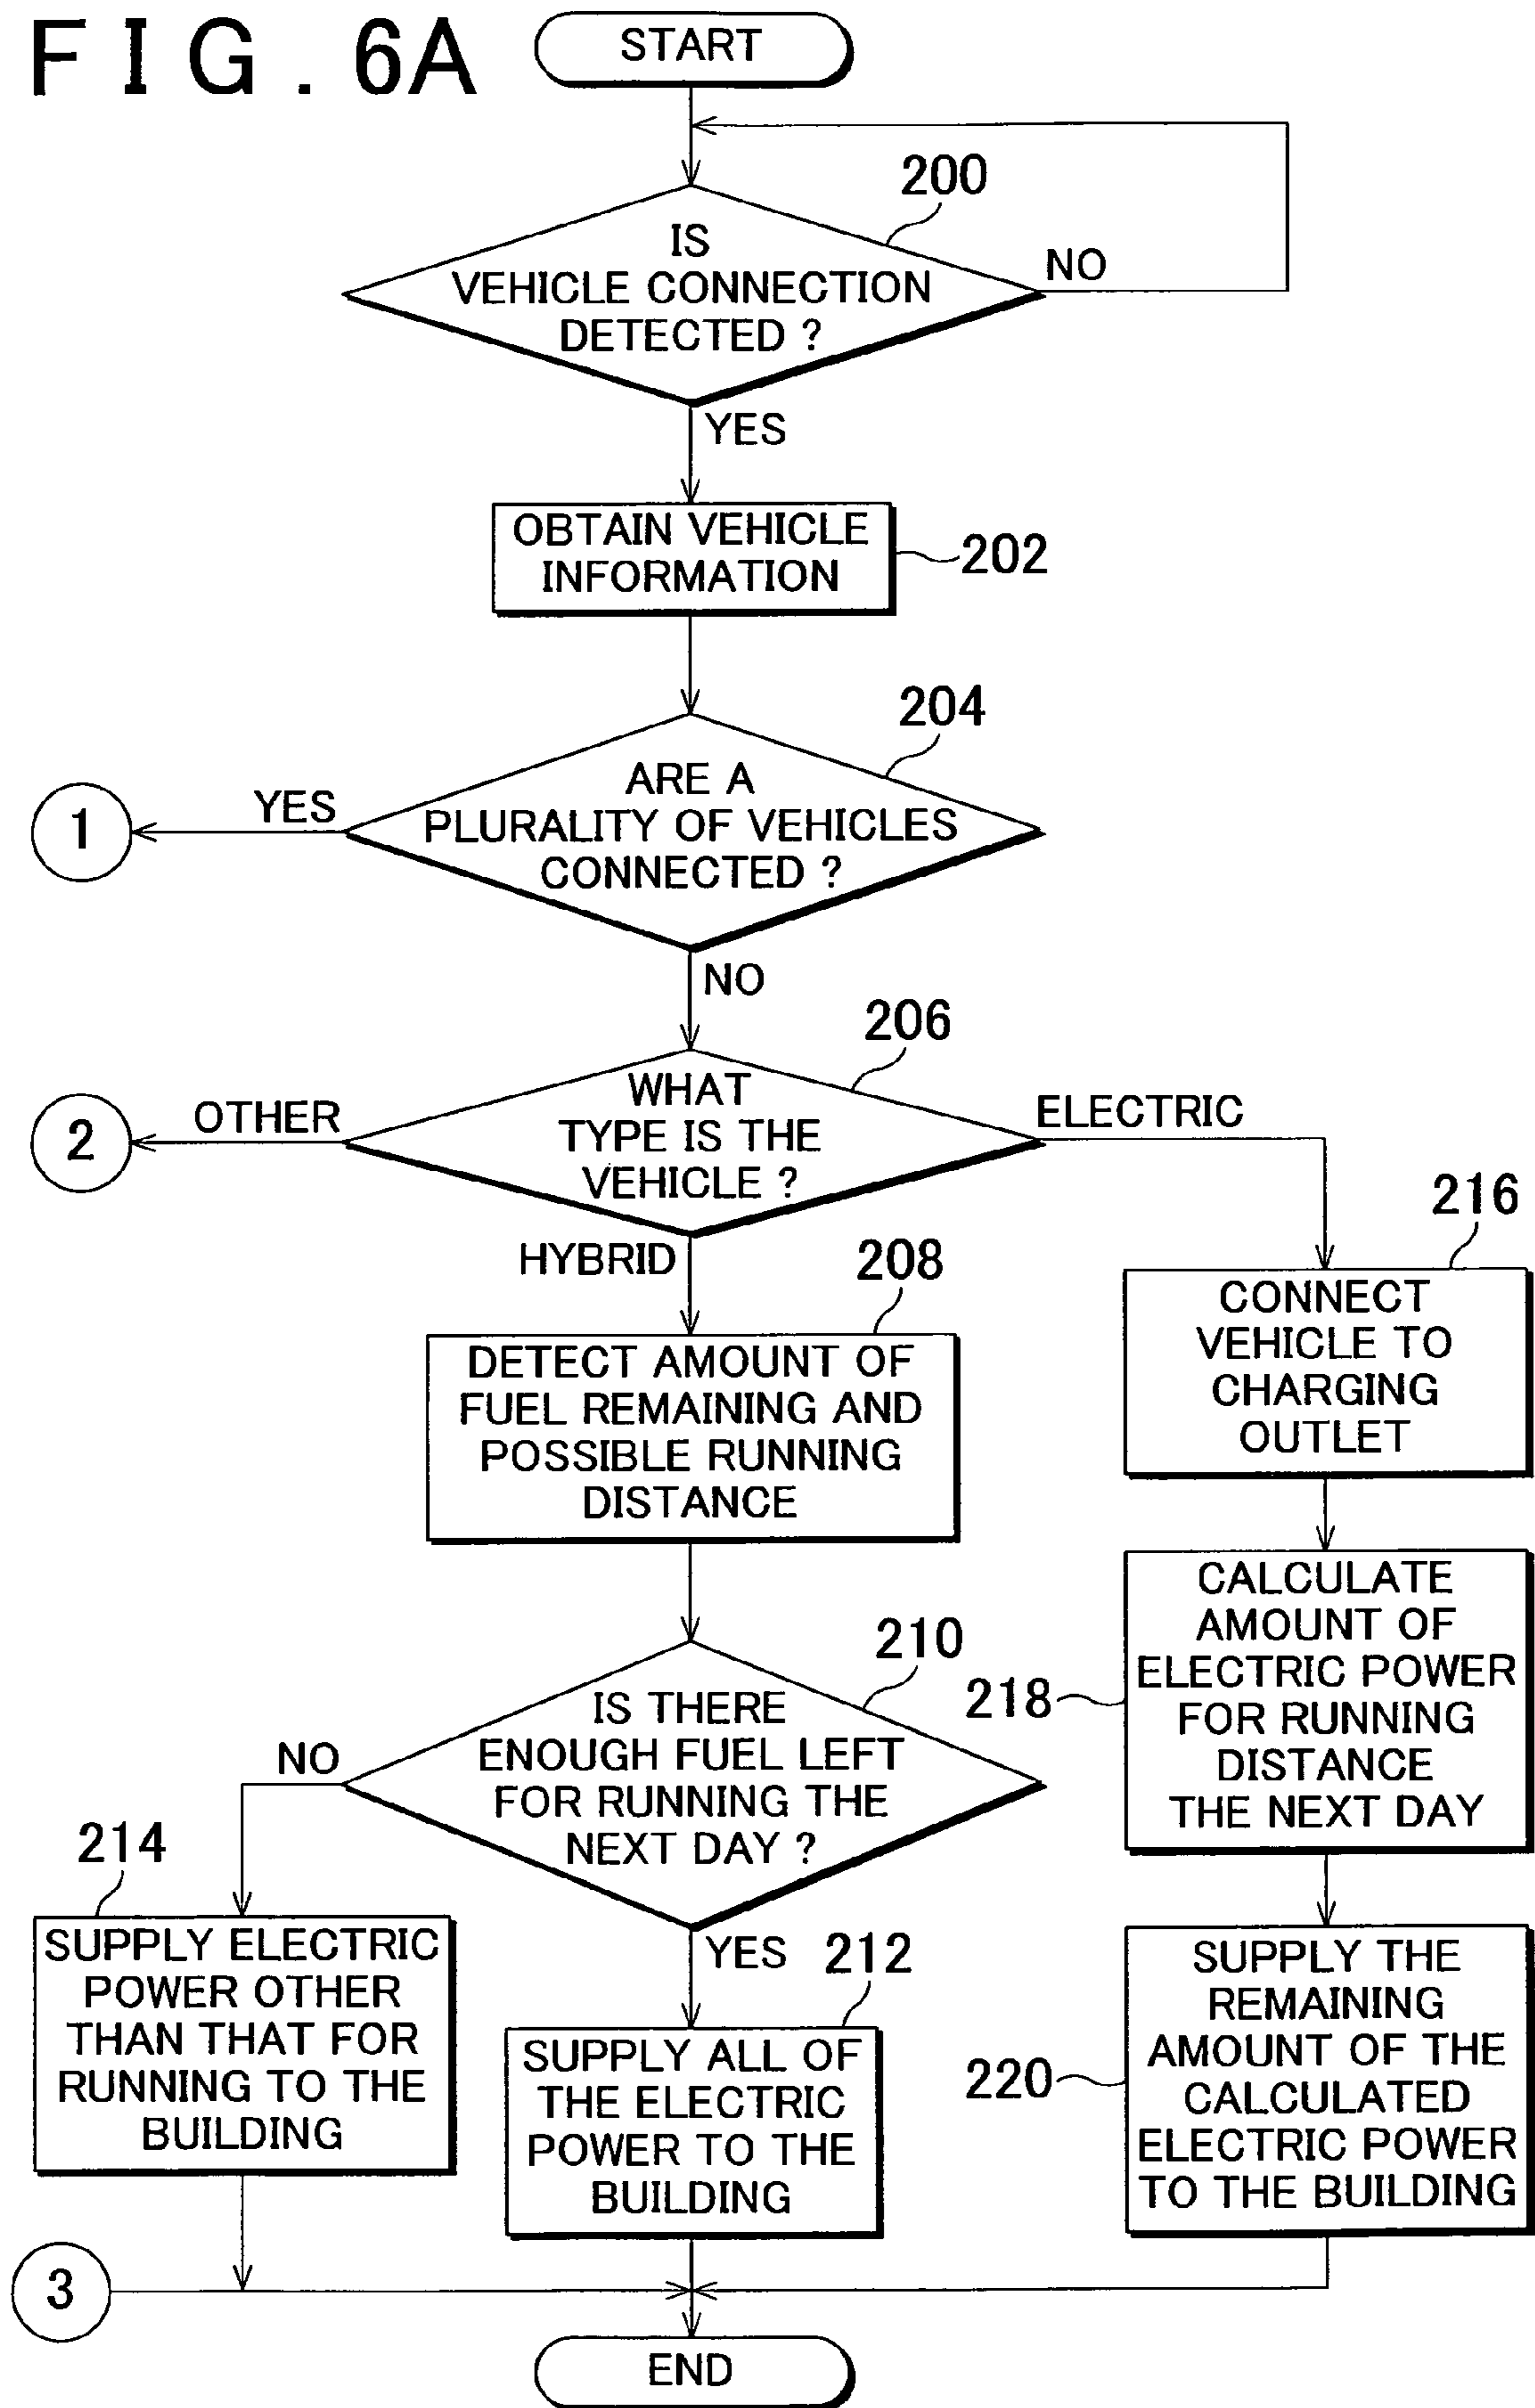 FIG. 6A
START
200
IS
VEHICLE CONNECTION
DETECTED ?
NO
YES
OBTAIN VEHICLE
INFORMATION
202
204
ARE A
PLURALITY OF VEHICLES
CONNECTED ?
YES
1
NO
206
WHAT
TYPE IS THE
VEHICLE ?
OTHER
2
ELECTRIC
HYBRID
208
DETECT AMOUNT OF
FUEL REMAINING AND
POSSIBLE RUNNING
DISTANCE
216
CONNECT
VEHICLE TO
CHARGING
OUTLET
210
IS THERE
ENOUGH FUEL LEFT
FOR RUNNING THE
NEXT DAY ?
NO
YES
218
CALCULATE
AMOUNT OF
ELECTRIC POWER
FOR RUNNING
DISTANCE
THE NEXT DAY
214
SUPPLY ELECTRIC
POWER OTHER
THAN THAT FOR
RUNNING TO THE
BUILDING
212
SUPPLY ALL OF
THE ELECTRIC
POWER TO THE
BUILDING
220
SUPPLY THE
REMAINING
AMOUNT OF THE
CALCULATED
ELECTRIC POWER
TO THE BUILDING
3
END